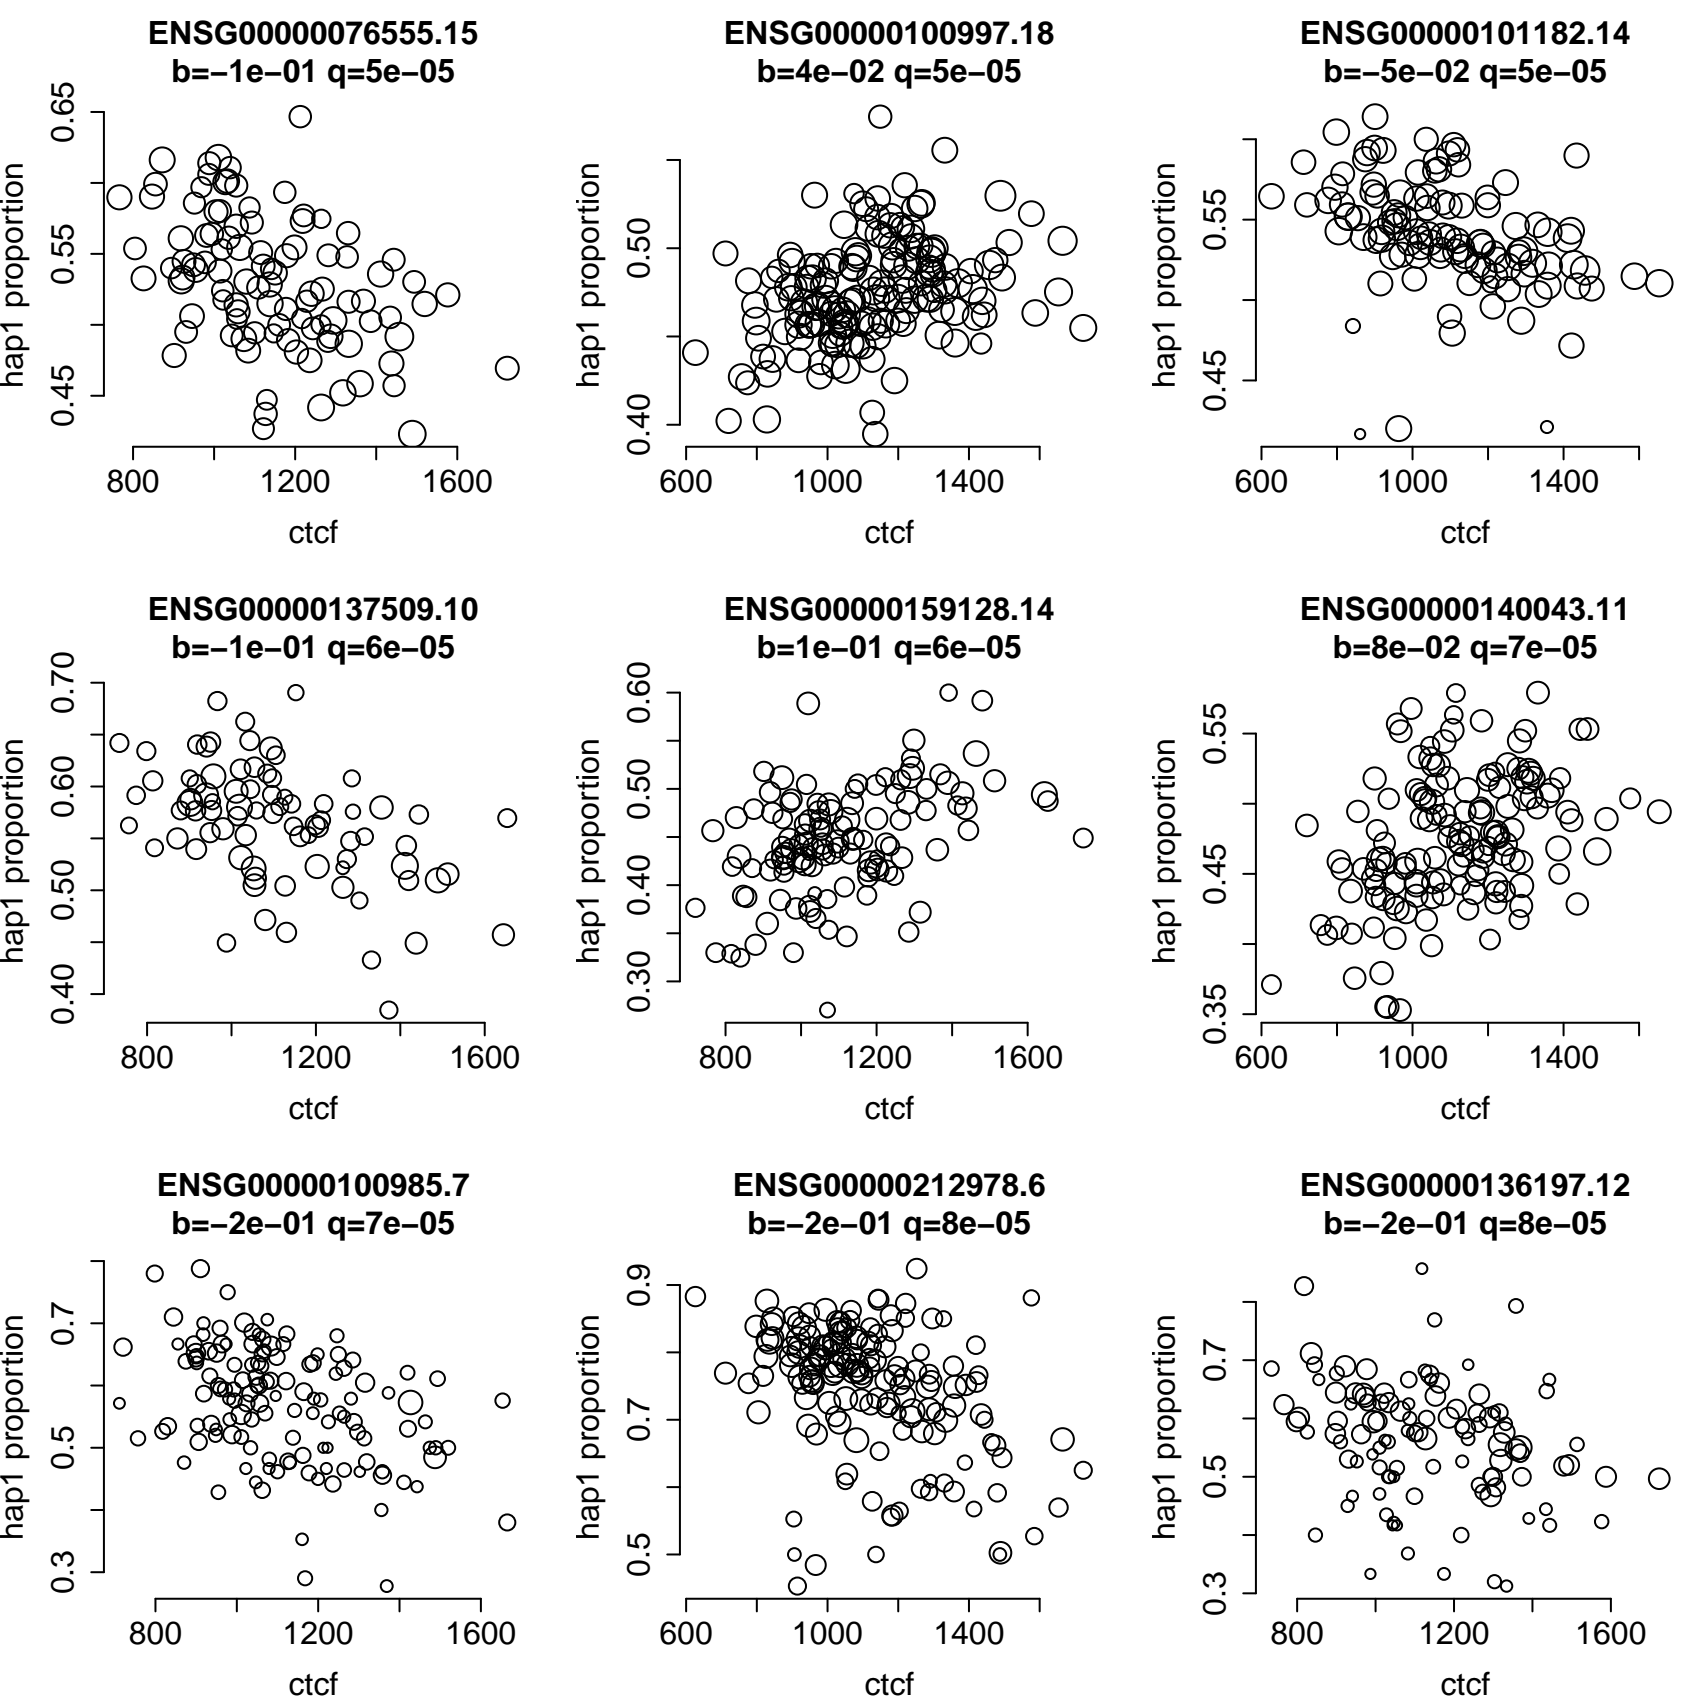 ENSG00000076555.15
b=−1e−01 q=5e−05
hap1 proportion
0.45 0.55 0.65
800 1200 1600
ctcf
ENSG00000100997.18
b=4e−02 q=5e−05
hap1 proportion
0.40 0.50
600 1000 1400
ctcf
ENSG00000101182.14
b=−5e−02 q=5e−05
hap1 proportion
0.45 0.55
600 1000 1400
ctcf
ENSG00000137509.10
b=−1e−01 q=6e−05
hap1 proportion
0.40 0.50 0.60 0.70
800 1200 1600
ctcf
ENSG00000159128.14
b=1e−01 q=6e−05
hap1 proportion
0.30 0.40 0.50 0.60
800 1200 1600
ctcf
ENSG00000140043.11
b=8e−02 q=7e−05
hap1 proportion
0.35 0.45 0.55
600 1000 1400
ctcf
ENSG00000100985.7
b=−2e−01 q=7e−05
hap1 proportion
0.3 0.5 0.7
800 1200 1600
ctcf
ENSG00000212978.6
b=−2e−01 q=8e−05
hap1 proportion
0.5 0.7 0.9
600 1000 1400
ctcf
ENSG00000136197.12
b=−2e−01 q=8e−05
hap1 proportion
0.3 0.5 0.7
800 1200 1600
ctcf